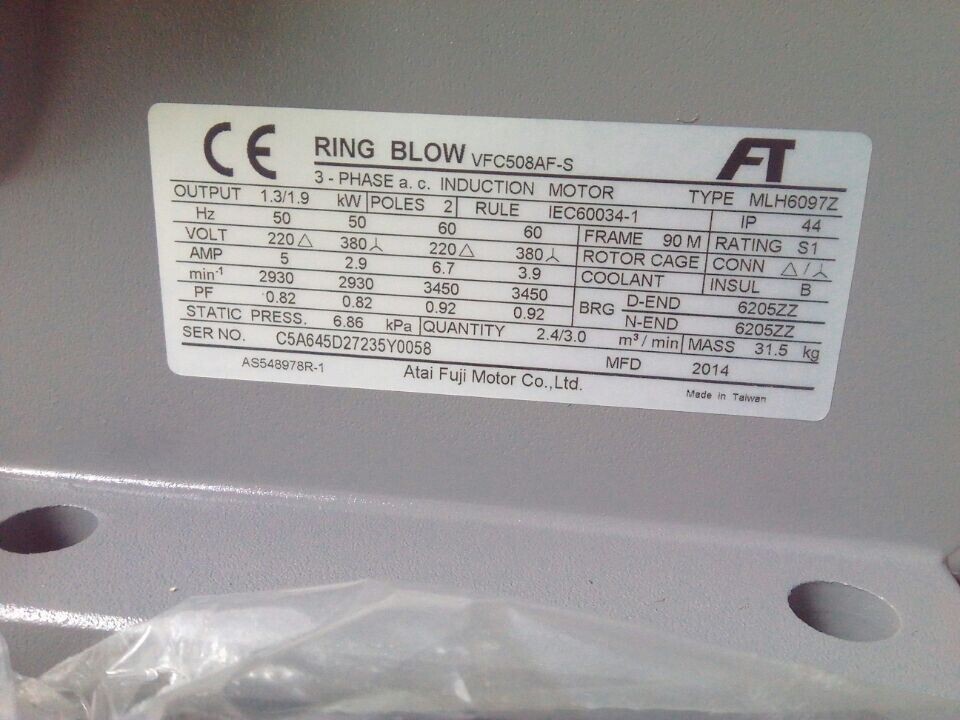 CE RING BLOW VFC508AF-S FT
3 - PHASE a. c. INDUCTION MOTOR TYPE MLH6097Z
OUTPUT 1.3/1.9 kW POLES 2 RULE IEC60034-1 IP 44
Hz 50 50 60 60 FRAME 90 M RATING S1
VOLT 220△ 380⅄ 220△ 380⅄ ROTOR CAGE CONN △/⅄
AMP 5 2.9 6.7 3.9 COOLANT INSUL B
min-1 2930 2930 3450 3450 BRG D-END 6205ZZ
PF 0.82 0.82 0.92 0.92 N-END 6205ZZ
STATIC PRESS. 6.86 kPa QUANTITY 2.4/3.0 m³/min MASS 31.5 kg
SER NO. C5A645D27235Y0058 MFD 2014
AS548978R-1 Atai Fuji Motor Co.,Ltd. Made in Taiwan